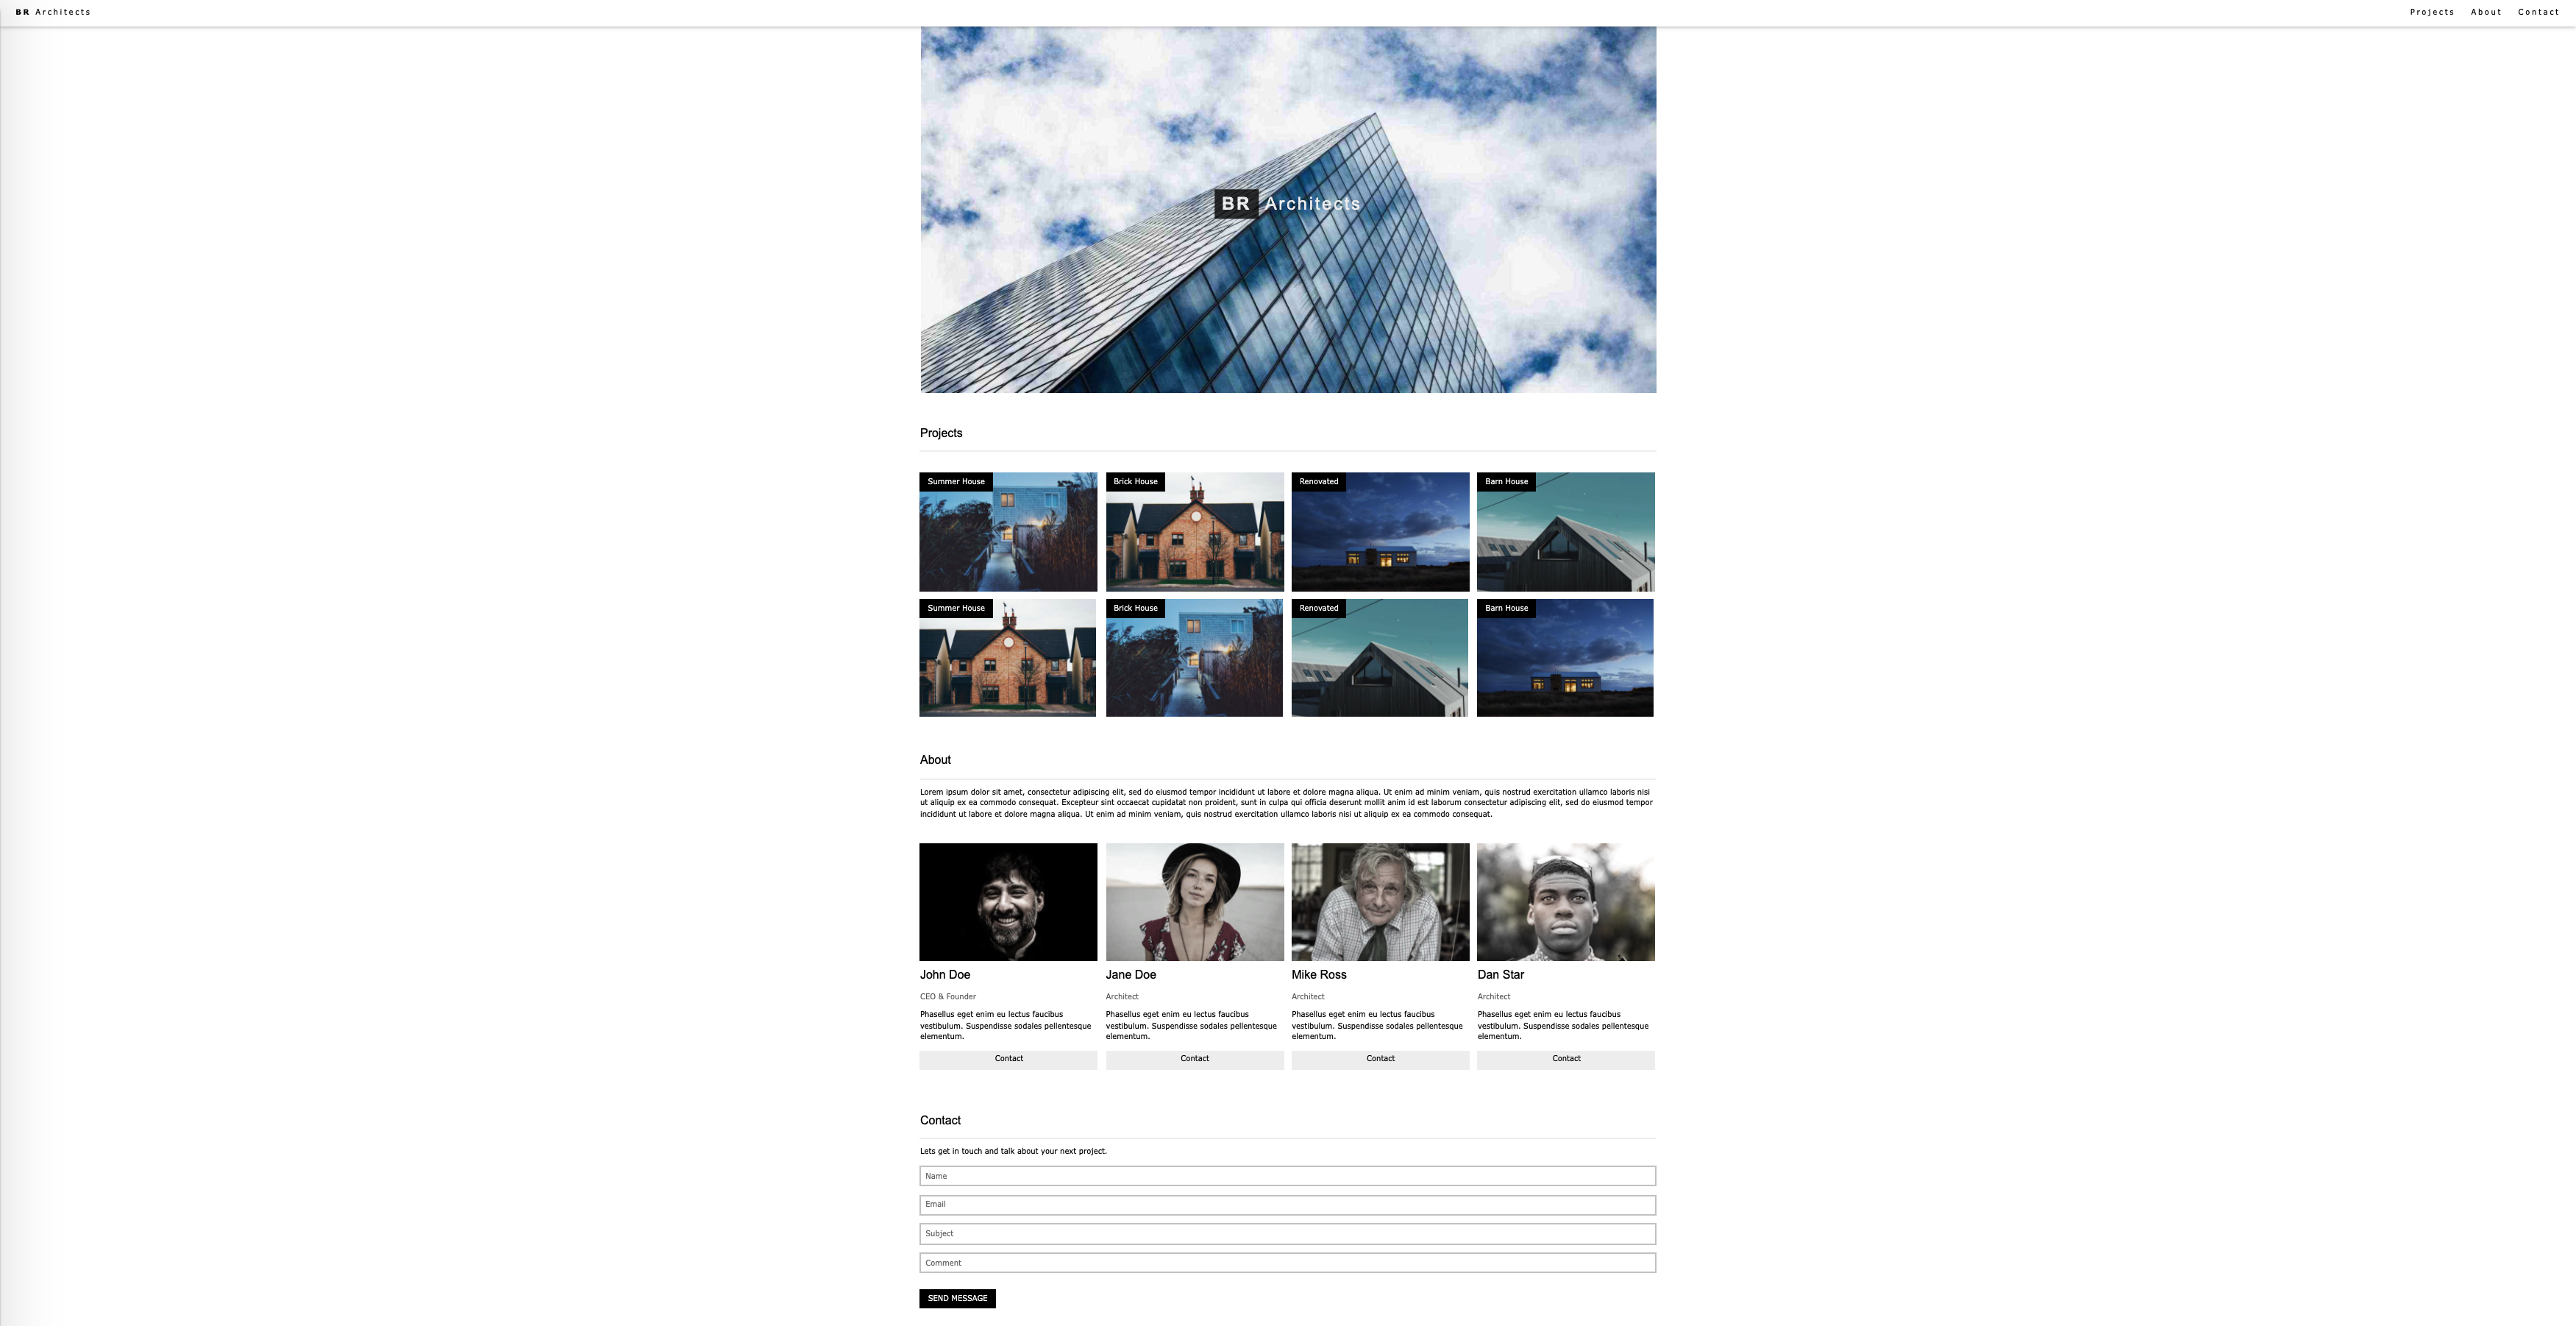 BR Architects
Projects About Contact
BR Architects
Projects
Summer House
Brick House
Renovated
Barn House
Summer House
Brick House
Renovated
Barn House
About
Lorem ipsum dolor sit amet, consectetur adipiscing elit, sed do eiusmod tempor incididunt ut labore et dolore magna aliqua. Ut enim ad minim veniam, quis nostrud exercitation ullamco laboris nisi
ut aliquip ex ea commodo consequat. Excepteur sint occaecat cupidatat non proident, sunt in culpa qui officia deserunt mollit anim id est laborum consectetur adipiscing elit, sed do eiusmod tempor
incididunt ut labore et dolore magna aliqua. Ut enim ad minim veniam, quis nostrud exercitation ullamco laboris nisi ut aliquip ex ea commodo consequat.
John Doe
CEO & Founder
Phasellus eget enim eu lectus faucibus
vestibulum. Suspendisse sodales pellentesque
elementum.
Contact
Jane Doe
Architect
Phasellus eget enim eu lectus faucibus
vestibulum. Suspendisse sodales pellentesque
elementum.
Contact
Mike Ross
Architect
Phasellus eget enim eu lectus faucibus
vestibulum. Suspendisse sodales pellentesque
elementum.
Contact
Dan Star
Architect
Phasellus eget enim eu lectus faucibus
vestibulum. Suspendisse sodales pellentesque
elementum.
Contact
Contact
Lets get in touch and talk about your next project.
Name
Email
Subject
Comment
SEND MESSAGE